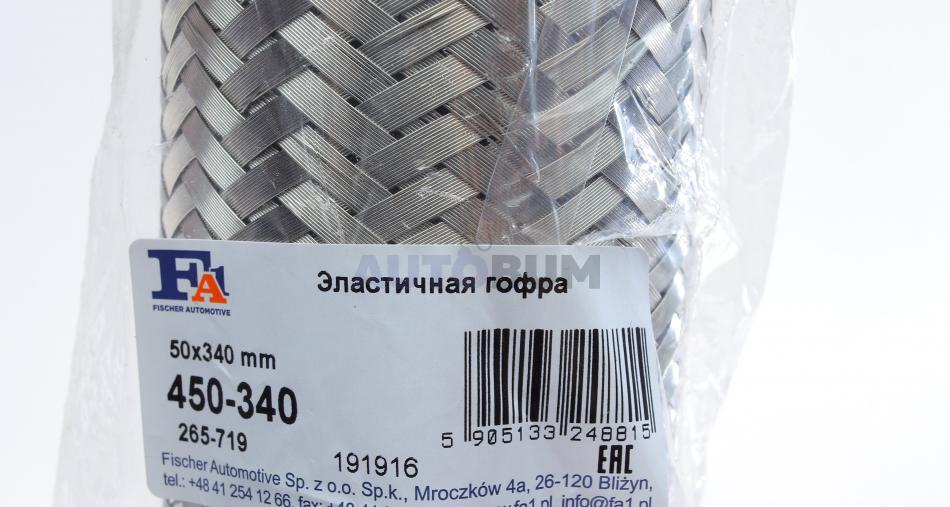 FA1
FISCHER AUTOMOTIVE
AUTOBUM
Эластичная гофра
50x340 mm
450-340
265-719
5 905133 248815
191916
EAC
Fischer Automotive Sp. z o.o. Sp.k., Mroczków 4a, 26-120 Bliżyn,
tel.: +48 41 254 12 66, fax: info@fa1.pl